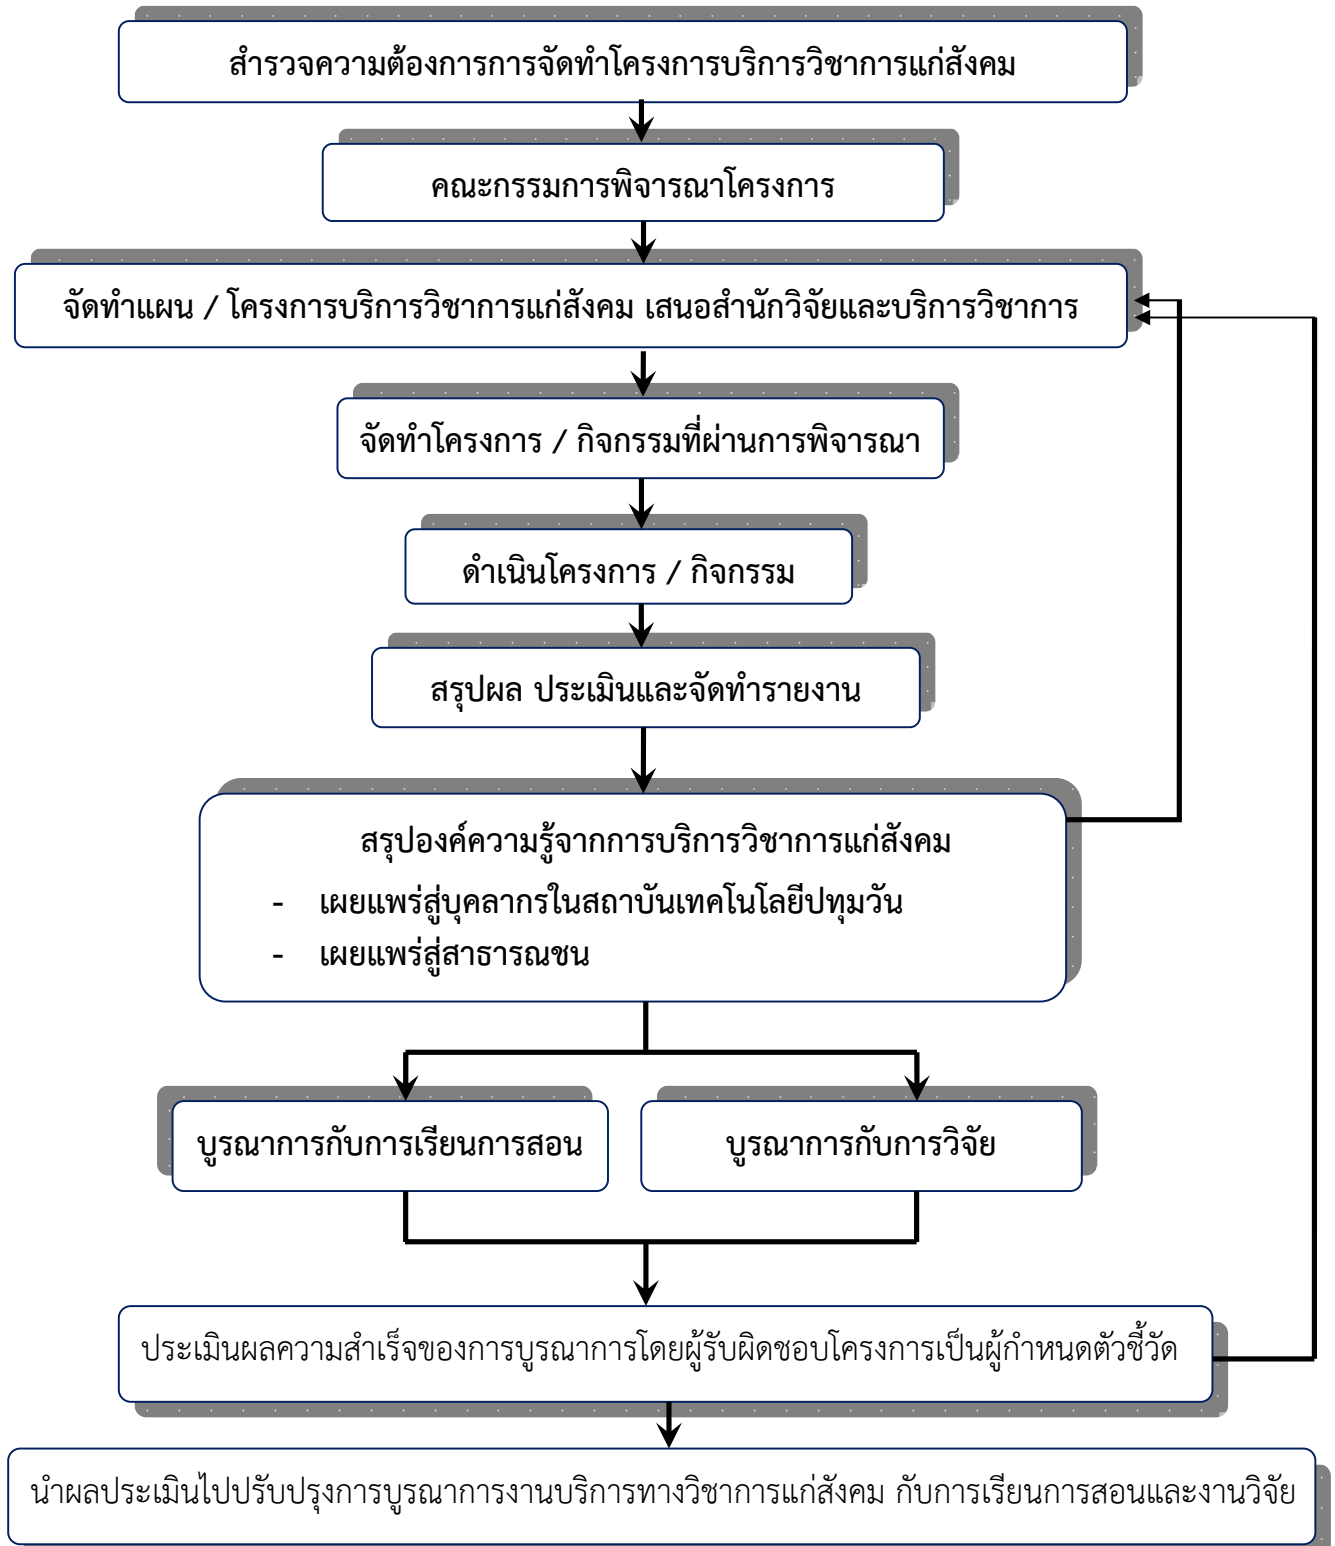 สำรวจความต้องการการจัดทำโครงการบริการวิชาการแก่สังคม
คณะกรรมการพิจารณาโครงการ
จัดทำแผน / โครงการบริการวิชาการแก่สังคม เสนอสำนักวิจัยและบริการวิชาการ
จัดทำโครงการ / กิจกรรมที่ผ่านการพิจารณา
ดำเนินโครงการ / กิจกรรม
สรุปผล ประเมินและจัดทำรายงาน
สรุปองค์ความรู้จากการบริการวิชาการแก่สังคม
- เผยแพร่สู่บุคลากรในสถาบันเทคโนโลยีปทุมวัน
- เผยแพร่สู่สาธารณชน
บูรณาการกับการเรียนการสอน
บูรณาการกับการวิจัย
ประเมินผลความสำเร็จของการบูรณาการโดยผู้รับผิดชอบโครงการเป็นผู้กำหนดตัวชี้วัด
นำผลประเมินไปปรับปรุงการบูรณาการงานบริการทางวิชาการแก่สังคม กับการเรียนการสอนและงานวิจัย